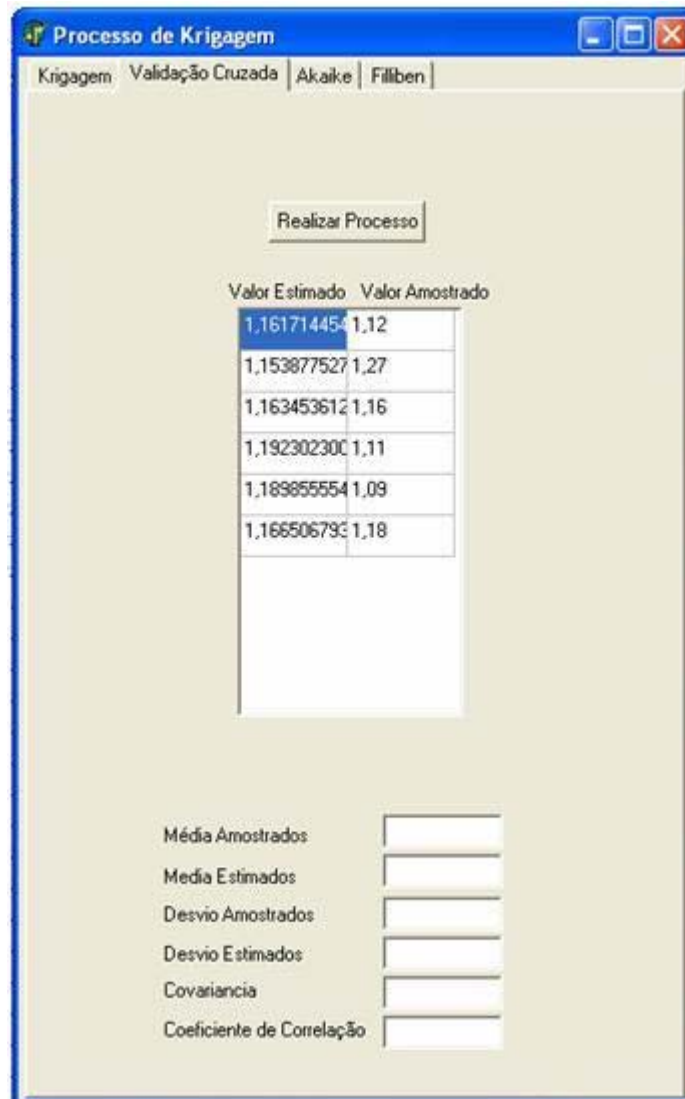 Processo de Krigagem
Krigagem Validação Cruzada Akaike Filliben
Realizar Processo
Valor Estimado Valor Amostrado
1,161714454 1,12
1,153877527 1,27
1,163453612 1,16
1,192302300 1,11
1,189855554 1,09
1,166506793 1,18
Média Amostrados
Media Estimados
Desvio Amostrados
Desvio Estimados
Covariancia
Coeficiente de Correlação